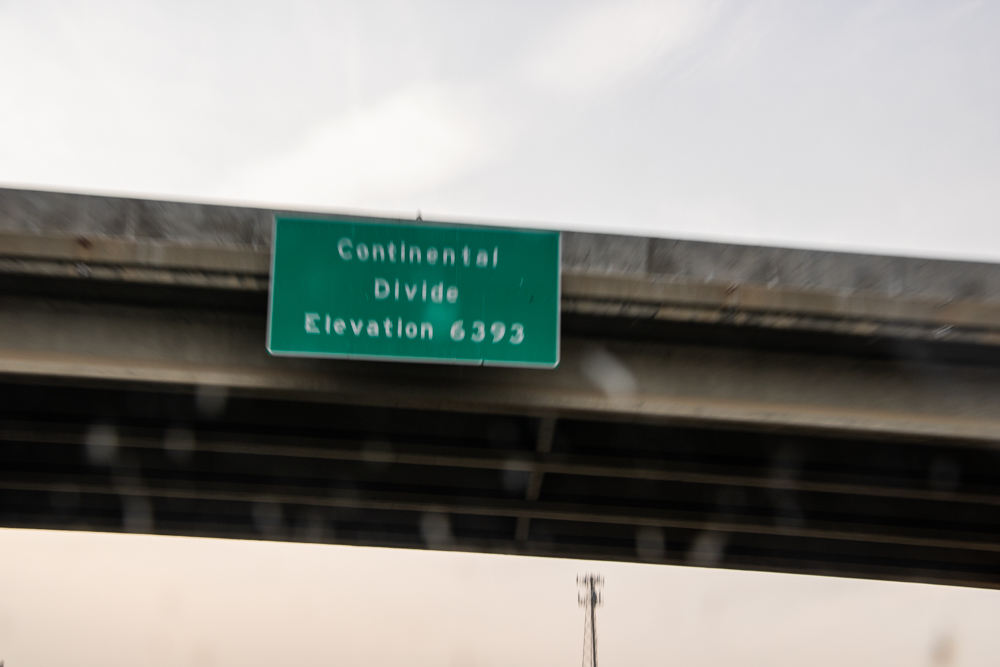 Continental
Divide
Elevation 6393